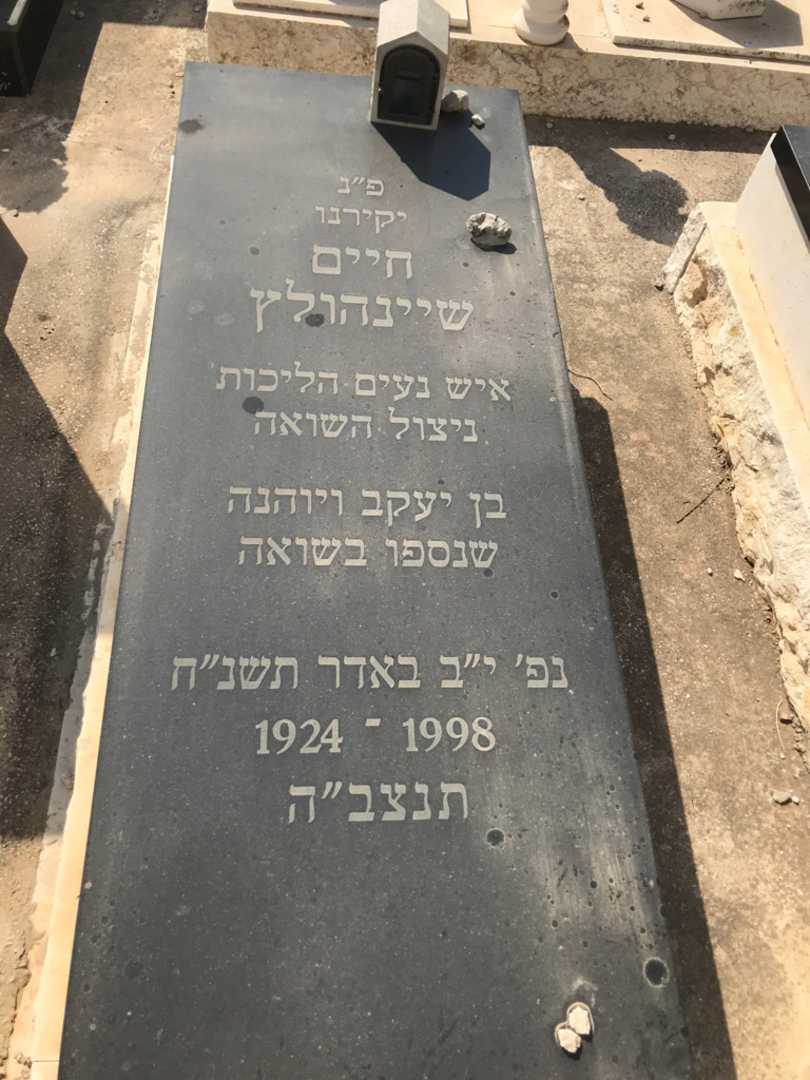 פ״נ
יקירנו
חיים
שיינהולץ
איש נעים הליכות
ניצול השואה
בן יעקב ויוהנה
שנספו בשואה
נפ׳ י״ב באדר תשנ״ח
1924 - 1998
תנצב״ה